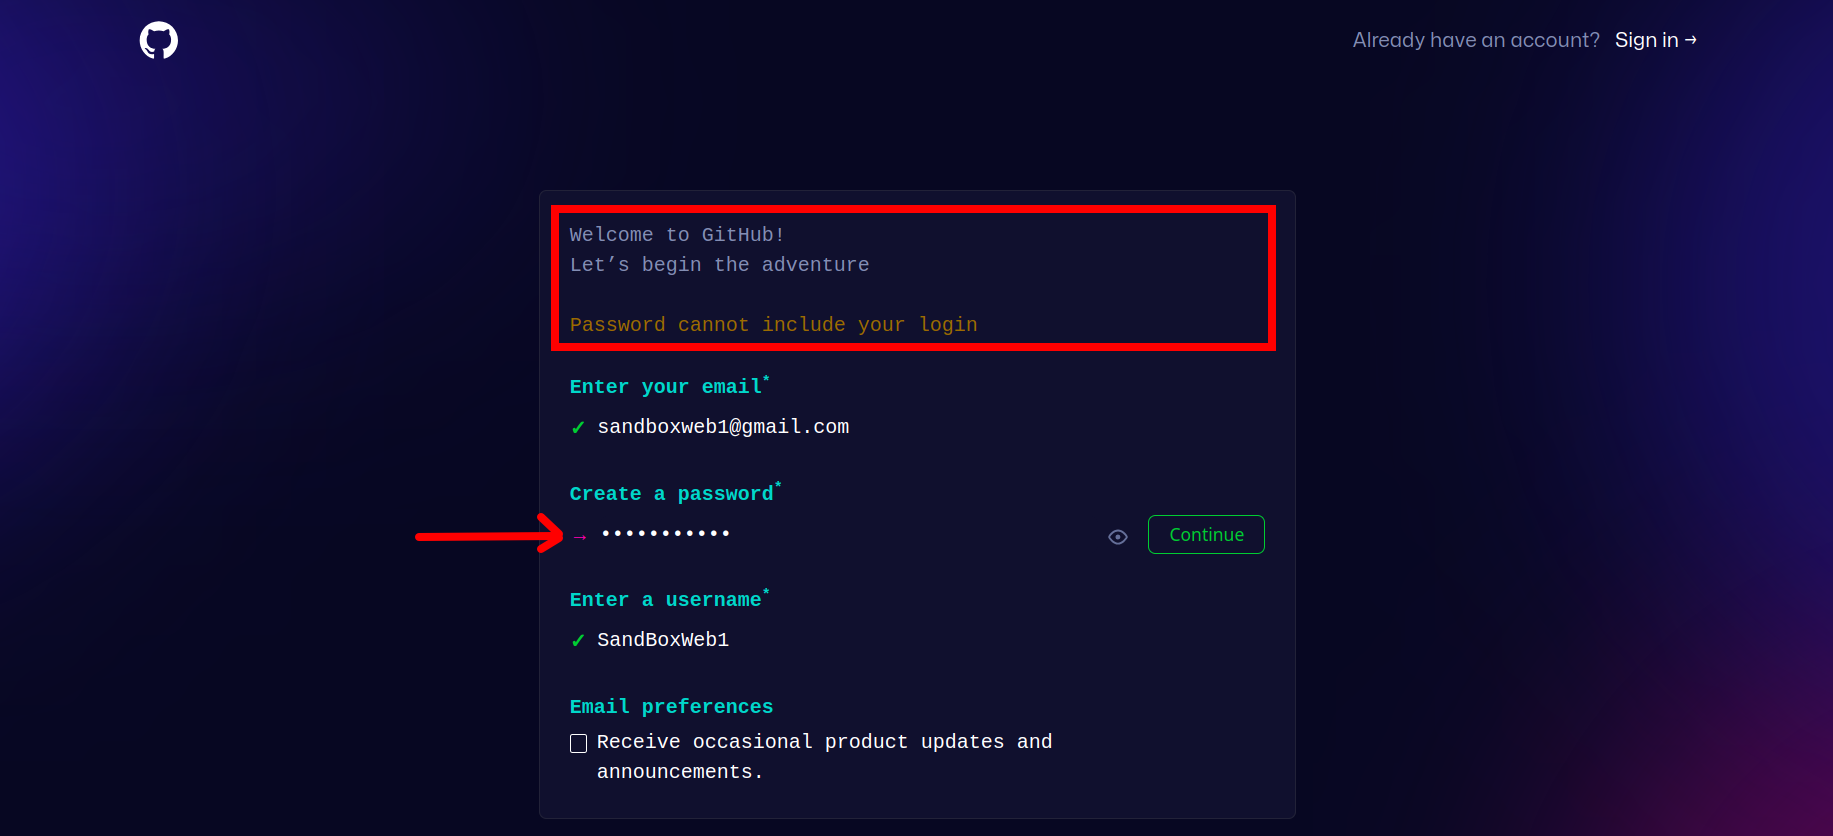 Already have an account? Sign in →
Welcome to GitHub!
Let’s begin the adventure
Password cannot include your login
Enter your email*
✓ sandboxweb1@gmail.com
Create a password*
→ •••••••••••
Continue
Enter a username*
✓ SandBoxWeb1
Email preferences
Receive occasional product updates and
announcements.